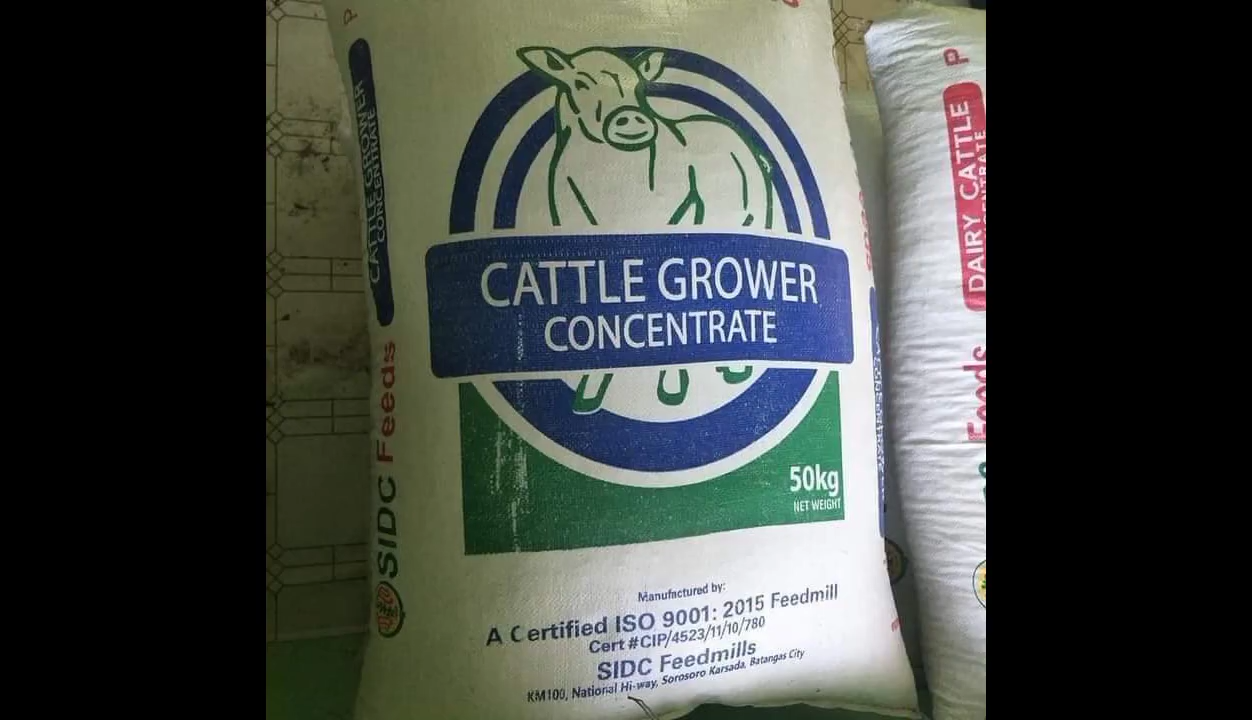 CATTLE GROWER
CONCENTRATE
50kg
NET WEIGHT
Manufactured by:
A Certified ISO 9001: 2015 Feedmill
Cert #CIP/4523/11/10/780
SIDC Feedmills
KM100, National Hi-way, Sorosoro Karsada, Batangas City
P
CATTLE GROWER
CONCENTRATE
SIDC Feeds
P
DAIRY CATTLE
Feeds